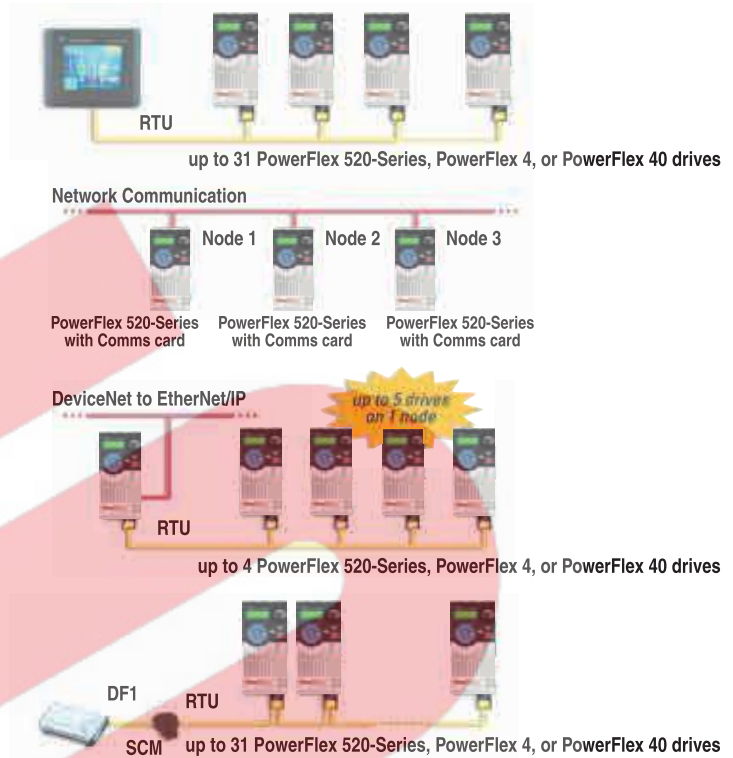 RTU
up to 31 PowerFlex 520-Series, PowerFlex 4, or PowerFlex 40 drives
Network Communication
Node 1
Node 2
Node 3
PowerFlex 520-Series
with Comms card
PowerFlex 520-Series
with Comms card
PowerFlex 520-Series
with Comms card
DeviceNet to EtherNet/IP
up to 5 drives
on 1 node
RTU
up to 4 PowerFlex 520-Series, PowerFlex 4, or PowerFlex 40 drives
DF1
RTU
SCM
up to 31 PowerFlex 520-Series, PowerFlex 4, or PowerFlex 40 drives